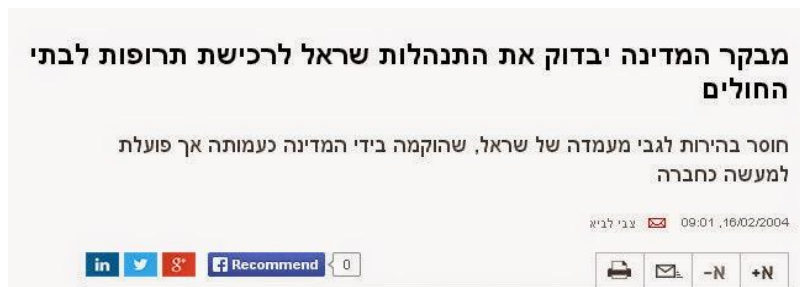 מבקר המדינה יבדוק את התנהלות שראל לרכישת תרופות לבתי
החולים
חוסר בהירות לגבי מעמדה של שראל, שהוקמה בידי המדינה כעמותה אך פועלת
למעשה כחברה
16/02/2004, 09:01 צבי לביא
in g+ f Recommend 0
א- א+